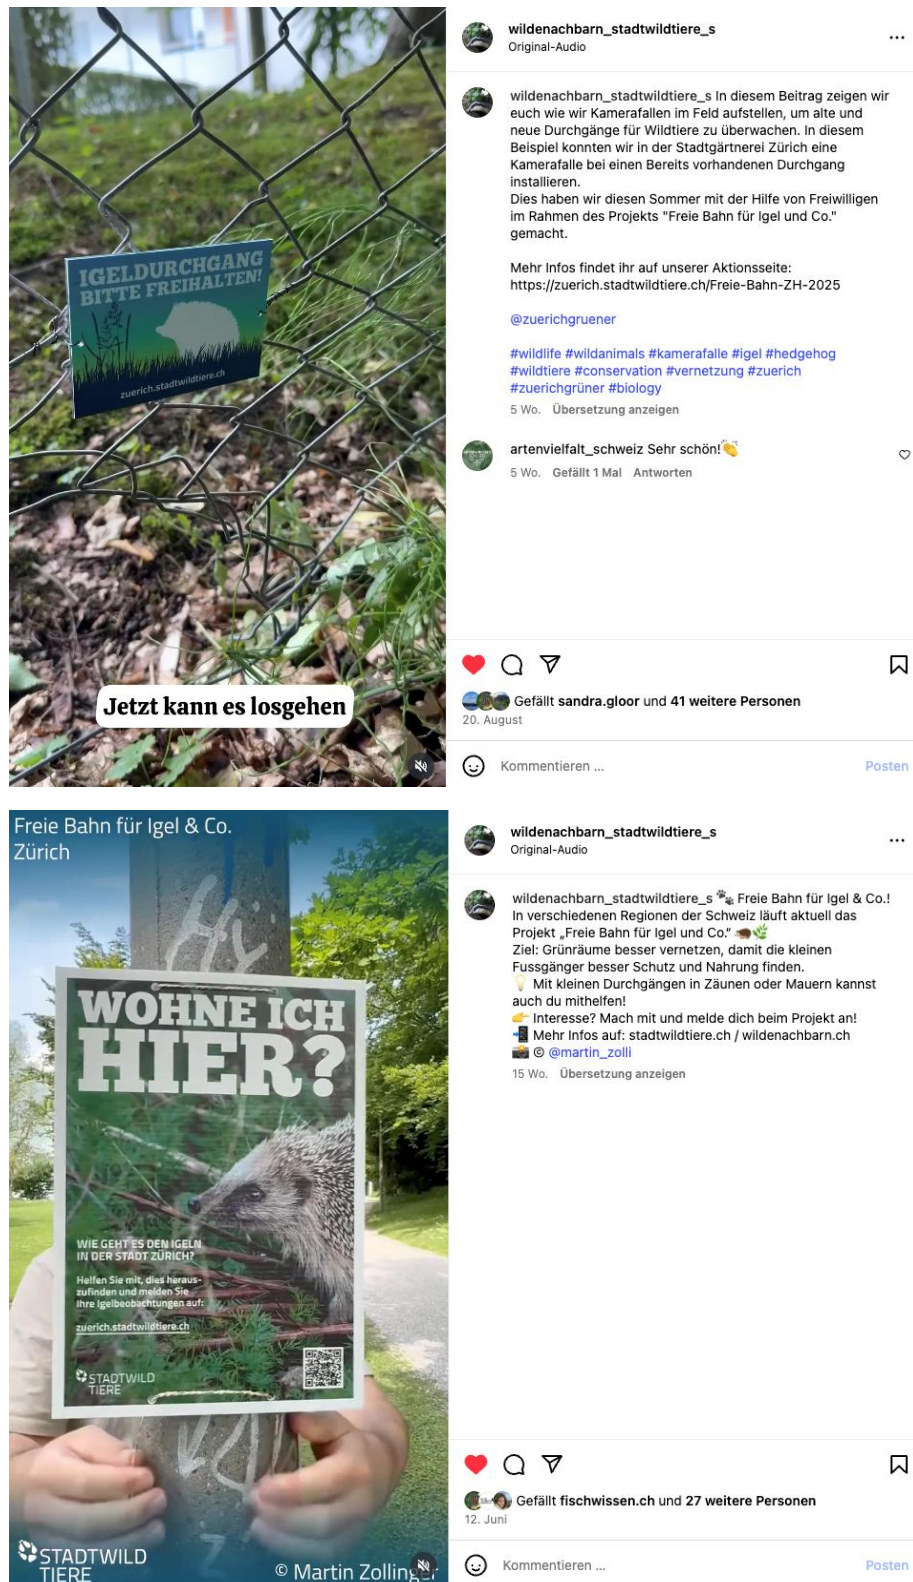 IGELDURCHGANG
BITTE FREIHALTEN!
zuerich.stadtwildtiere.ch
Jetzt kann es losgehen
wildenachbarn_stadtwildtiere_s
Original-Audio
wildenachbarn_stadtwildtiere_s In diesem Beitrag zeigen wir
euch wie wir Kamerafallen im Feld aufstellen, um alte und
neue Durchgänge für Wildtiere zu überwachen. In diesem
Beispiel konnten wir in der Stadtgärtnerei Zürich eine
Kamerafalle bei einen Bereits vorhandenen Durchgang
installieren.
Dies haben wir diesen Sommer mit der Hilfe von Freiwilligen
im Rahmen des Projekts "Freie Bahn für Igel und Co."
gemacht.
Mehr Infos findet ihr auf unserer Aktionsseite:
https://zuerich.stadtwildtiere.ch/Freie-Bahn-ZH-2025
@zuerichgruener
#wildlife #wildanimals #kamerafalle #igel #hedgehog
#wildtiere #conservation #vernetzung #zuerich
#zuerichgrüner #biology
5 Wo. Übersetzung anzeigen
artenvielfalt_schweiz Sehr schön!👏
5 Wo. Gefällt 1 Mal Antworten
Gefällt sandra.gloor und 41 weitere Personen
20. August
Kommentieren ...
Posten
Freie Bahn für Igel & Co.
Zürich
WOHNE ICH
HIER?
WIE GEHT ES DEN IGELN
IN DER STADT ZÜRICH?
Helfen Sie mit, dies heraus-
zufinden und melden Sie
Ihre Igelbeobachtungen auf:
zuerich.stadtwildtiere.ch
STADTWILD
TIERE
STADTWILD
TIERE
© Martin Zollinger
wildenachbarn_stadtwildtiere_s
Original-Audio
wildenachbarn_stadtwildtiere_s 🐾 Freie Bahn für Igel & Co.!
In verschiedenen Regionen der Schweiz läuft aktuell das
Projekt „Freie Bahn für Igel und Co.“ 🦔🌿
Ziel: Grünräume besser vernetzen, damit die kleinen
Fussgänger besser Schutz und Nahrung finden.
💡 Mit kleinen Durchgängen in Zäunen oder Mauern kannst
auch du mithelfen!
👉 Interesse? Mach mit und melde dich beim Projekt an!
📲 Mehr Infos auf: stadtwildtiere.ch / wildenachbarn.ch
📸 © @martin_zolli
15 Wo. Übersetzung anzeigen
Gefällt fischwissen.ch und 27 weitere Personen
12. Juni
Kommentieren ...
Posten